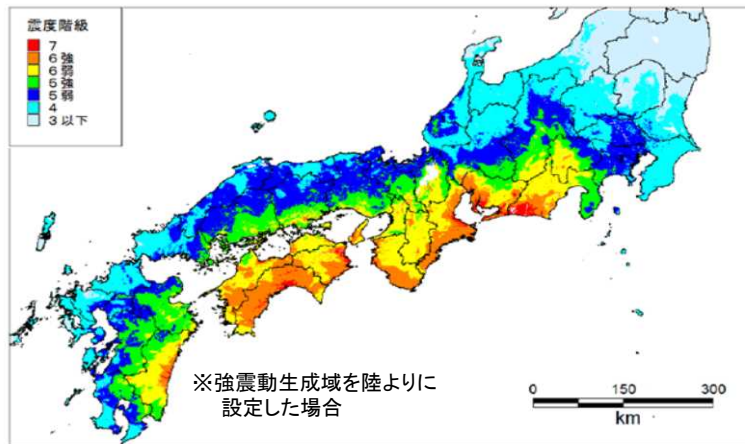 震度階級
7
6強
6弱
5強
5弱
4
3以下
※強震動生成域を陸よりに
設定した場合
0 150 300
km